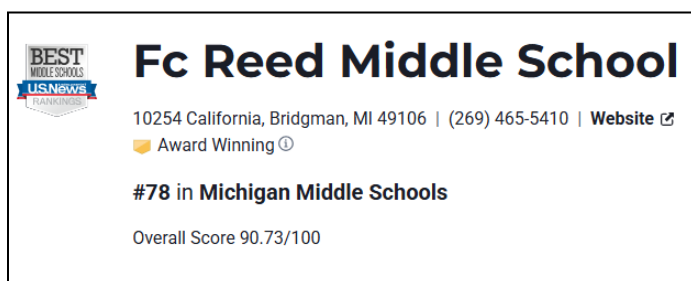 BEST
MIDDLE SCHOOLS
U.S.News
RANKINGS
Fc Reed Middle School
10254 California, Bridgman, MI 49106 | (269) 465-5410 | Website
Award Winning
#78 in Michigan Middle Schools
Overall Score 90.73/100